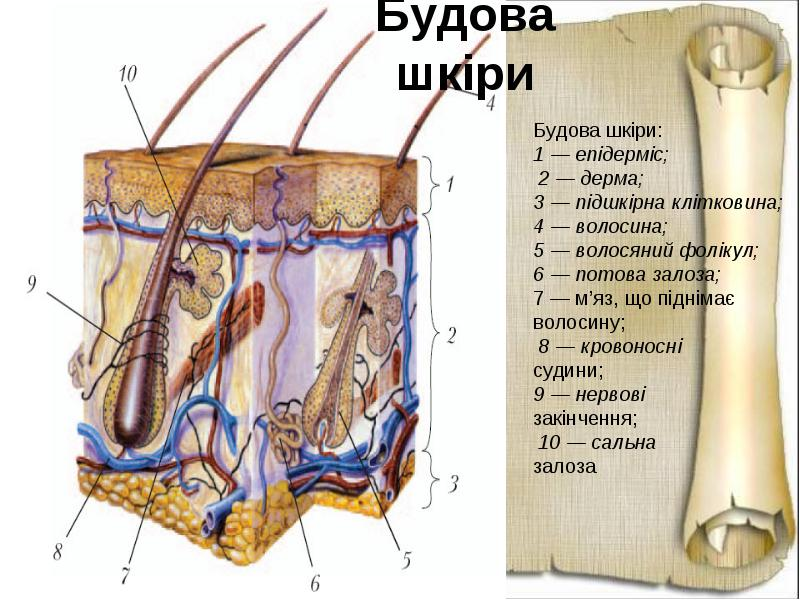 Будова
шкіри
10
4
1
9
2
3
8
7
6
5
Будова шкіри:
1 — епідерміс;
2 — дерма;
3 — підшкірна клітковина;
4 — волосина;
5 — волосяний фолікул;
6 — потова залоза;
7 — м’яз, що піднімає
волосину;
8 — кровоносні
судини;
9 — нервові
закінчення;
10 — сальна
залоза